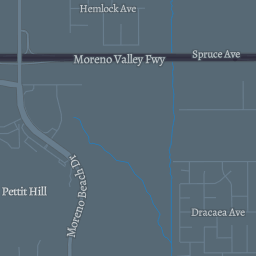 Hemlock Ave
Spruce Ave
Moreno Valley Fwy
Moreno Beach Dr
Pettit Hill
Dracaea Ave